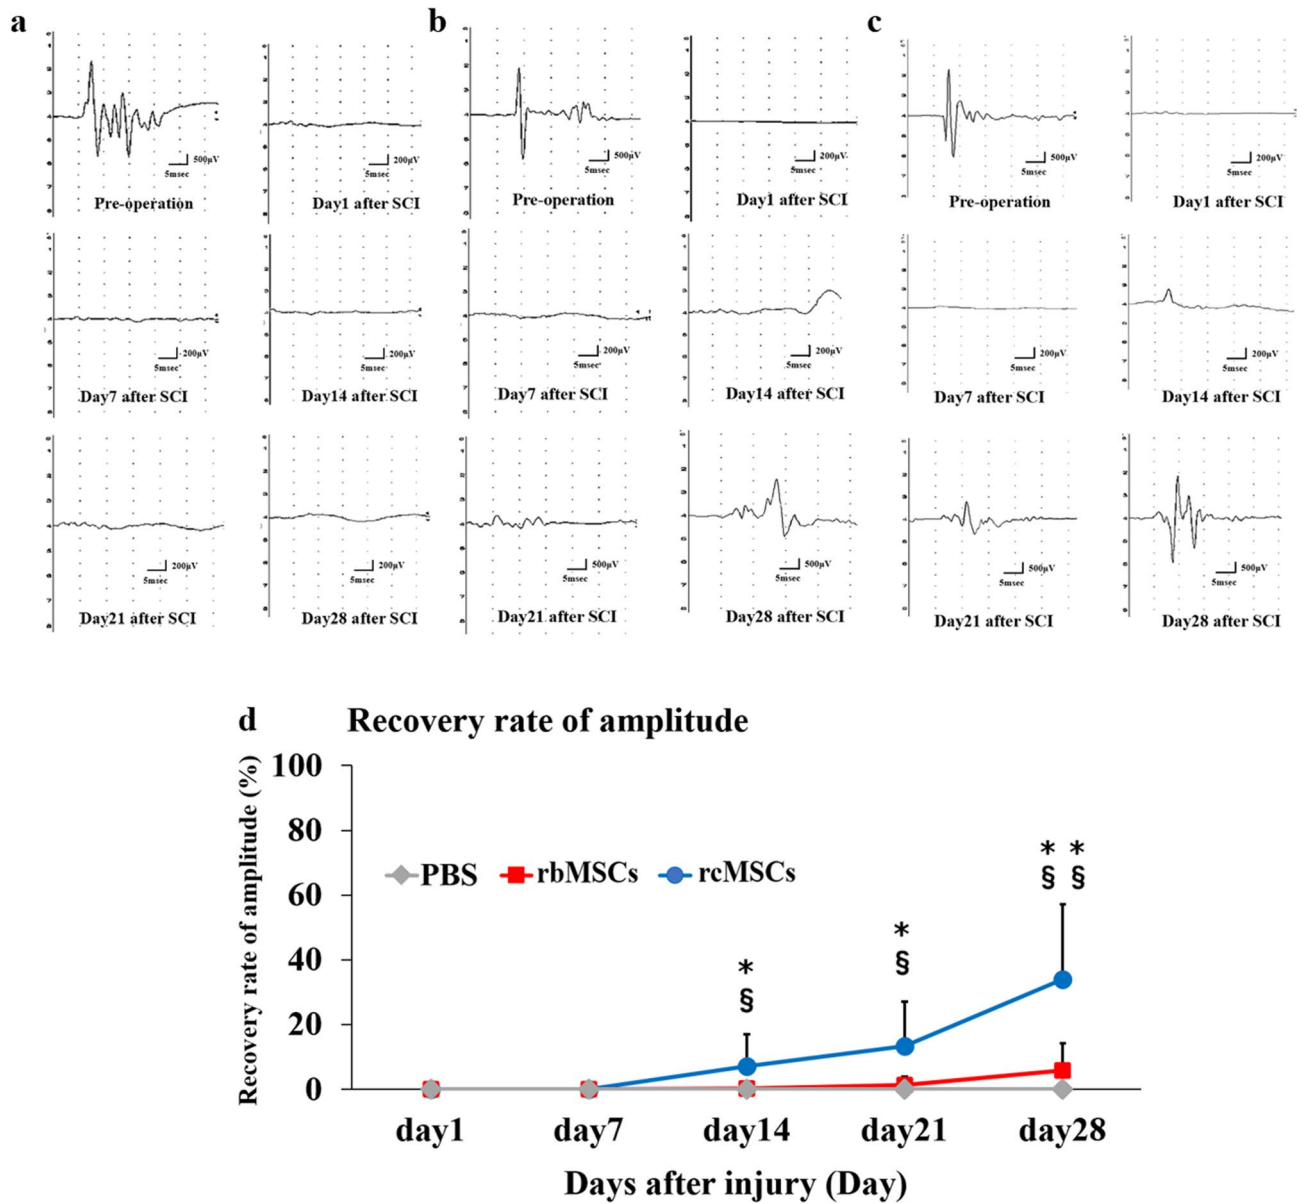 a
b
c
500µV
5msec
Pre-operation
200µV
5msec
Day1 after SCI
500µV
5msec
Pre-operation
200µV
5msec
Day1 after SCI
500µV
5msec
Pre-operation
200µV
5msec
Day1 after SCI
200µV
5msec
Day7 after SCI
200µV
5msec
Day14 after SCI
200µV
5msec
Day7 after SCI
200µV
5msec
Day14 after SCI
200µV
5msec
Day7 after SCI
200µV
5msec
Day14 after SCI
200µV
5msec
Day21 after SCI
200µV
5msec
Day28 after SCI
500µV
5msec
Day21 after SCI
500µV
5msec
Day28 after SCI
500µV
5msec
Day21 after SCI
500µV
5msec
Day28 after SCI
d Recovery rate of amplitude
Recovery rate of amplitude (%)
100
80
60
40
20
0
PBS rbMSCs rcMSCs
* *
§ §
*
§
*
§
day1 day7 day14 day21 day28
Days after injury (Day)